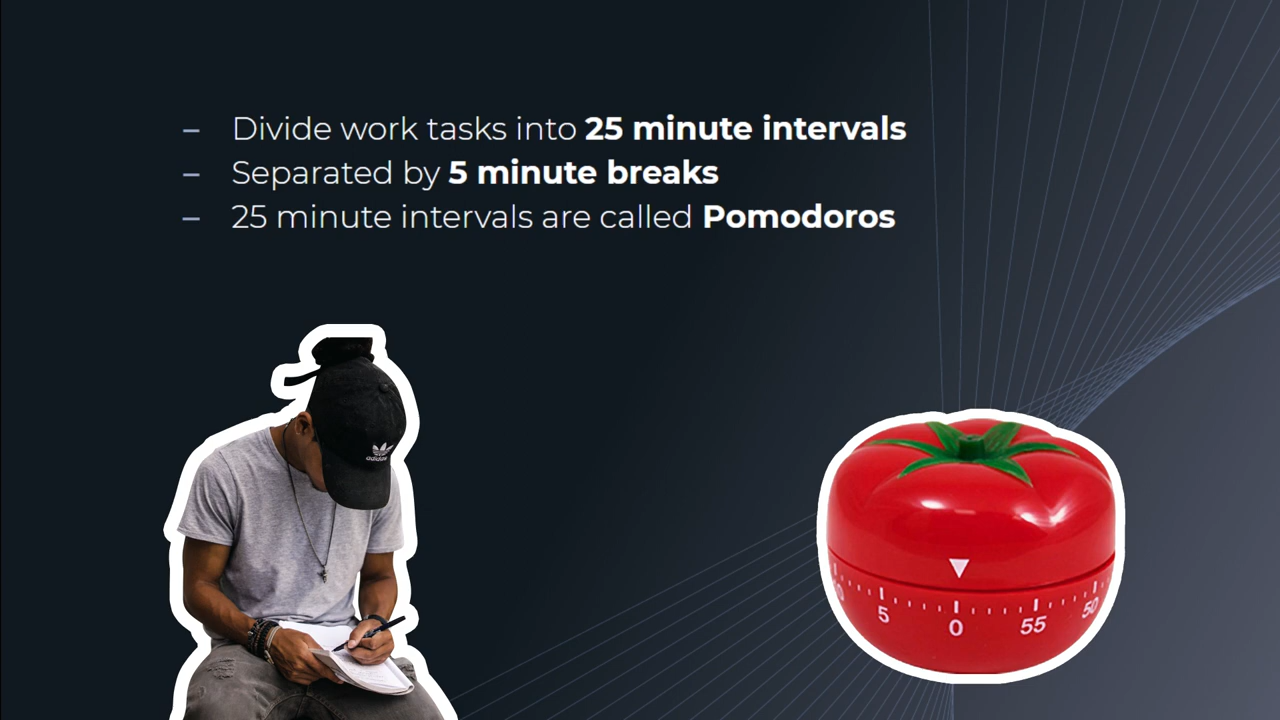 – Divide work tasks into 25 minute intervals
– Separated by 5 minute breaks
– 25 minute intervals are called Pomodoros
adidas
5 0 55 50